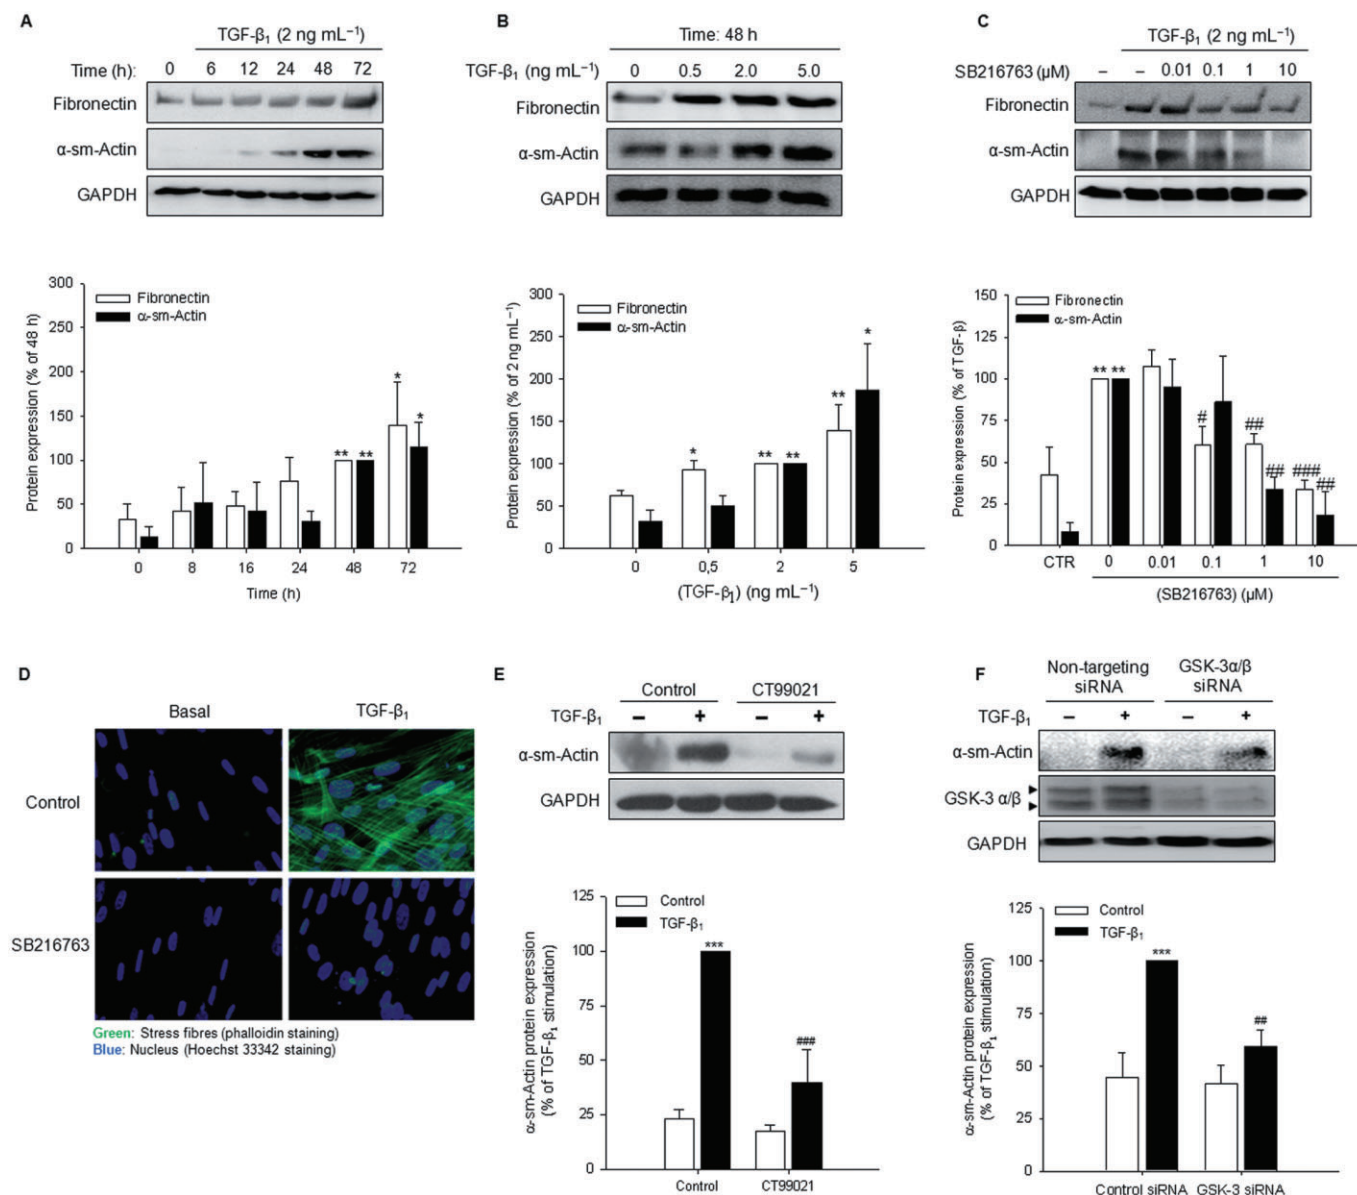 A
TGF-β₁ (2 ng mL⁻¹)
Time (h): 0 6 12 24 48 72
Fibronectin
α-sm-Actin
GAPDH
300
250
200
150
100
50
0
Protein expression (% of 48 h)
Fibronectin
α-sm-Actin
** **
*
*
0 8 16 24 48 72
Time (h)
B
Time: 48 h
TGF-β₁ (ng mL⁻¹) 0 0.5 2.0 5.0
Fibronectin
α-sm-Actin
GAPDH
300
250
200
150
100
50
0
Protein expression (% of 2 ng mL⁻¹)
Fibronectin
α-sm-Actin
*
** **
**
*
0 0,5 2 5
(TGF-β₁) (ng mL⁻¹)
C
TGF-β₁ (2 ng mL⁻¹)
SB216763 (µM) – – 0.01 0.1 1 10
Fibronectin
α-sm-Actin
GAPDH
150
125
100
75
50
25
0
Protein expression (% of TGF-β)
Fibronectin
α-sm-Actin
** **
#
##
##
###
##
CTR 0 0.01 0.1 1 10
(SB216763) (µM)
D
Basal TGF-β₁
Control
SB216763
Green: Stress fibres (phalloidin staining)
Blue: Nucleus (Hoechst 33342 staining)
E
Control CT99021
TGF-β₁ – + – +
α-sm-Actin
GAPDH
125
100
75
50
25
0
α-sm-Actin protein expression
(% of TGF-β₁ stimulation)
Control
TGF-β₁
***
###
Control CT99021
F
Non-targeting GSK-3α/β
siRNA siRNA
TGF-β₁ – + – +
α-sm-Actin
GSK-3 α/β
GAPDH
125
100
75
50
25
0
α-sm-Actin protein expression
(% of TGF-β₁ stimulation)
Control
TGF-β₁
***
##
Control siRNA GSK-3 siRNA